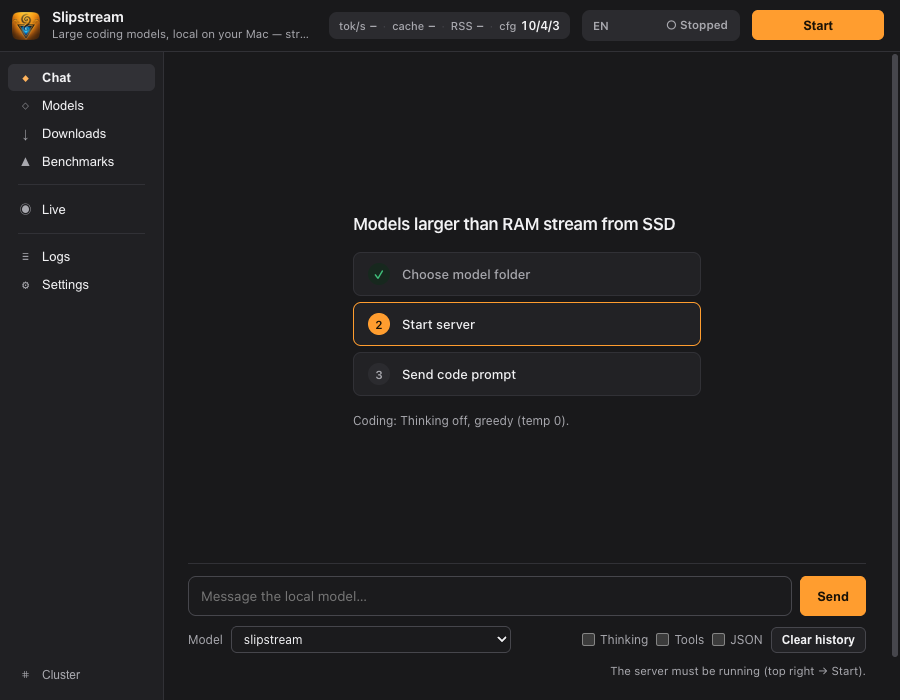 Slipstream
Large coding models, local on your Mac — str...
tok/s – · cache – · RSS – · cfg 10/4/3
EN
Stopped
Start
Chat
Models
Downloads
Benchmarks
Live
Logs
Settings
Cluster
Models larger than RAM stream from SSD
✓ Choose model folder
2 Start server
3 Send code prompt
Coding: Thinking off, greedy (temp 0).
Message the local model...
Send
Model slipstream
Thinking Tools JSON Clear history
The server must be running (top right → Start).